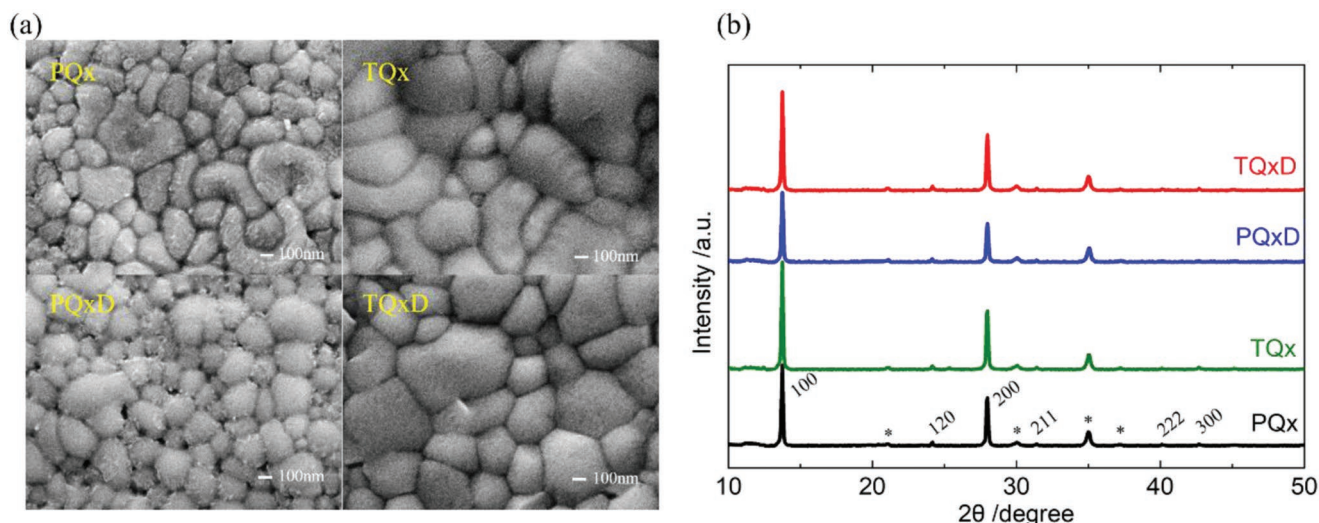 (a)
PQx
100nm
TQx
100nm
PQxD
100nm
TQxD
100nm
(b)
TQxD
PQxD
TQx
PQx
100
*
120
200
*
211
*
*
222
300
Intensity /a.u.
10 20 30 40 50
2θ /degree